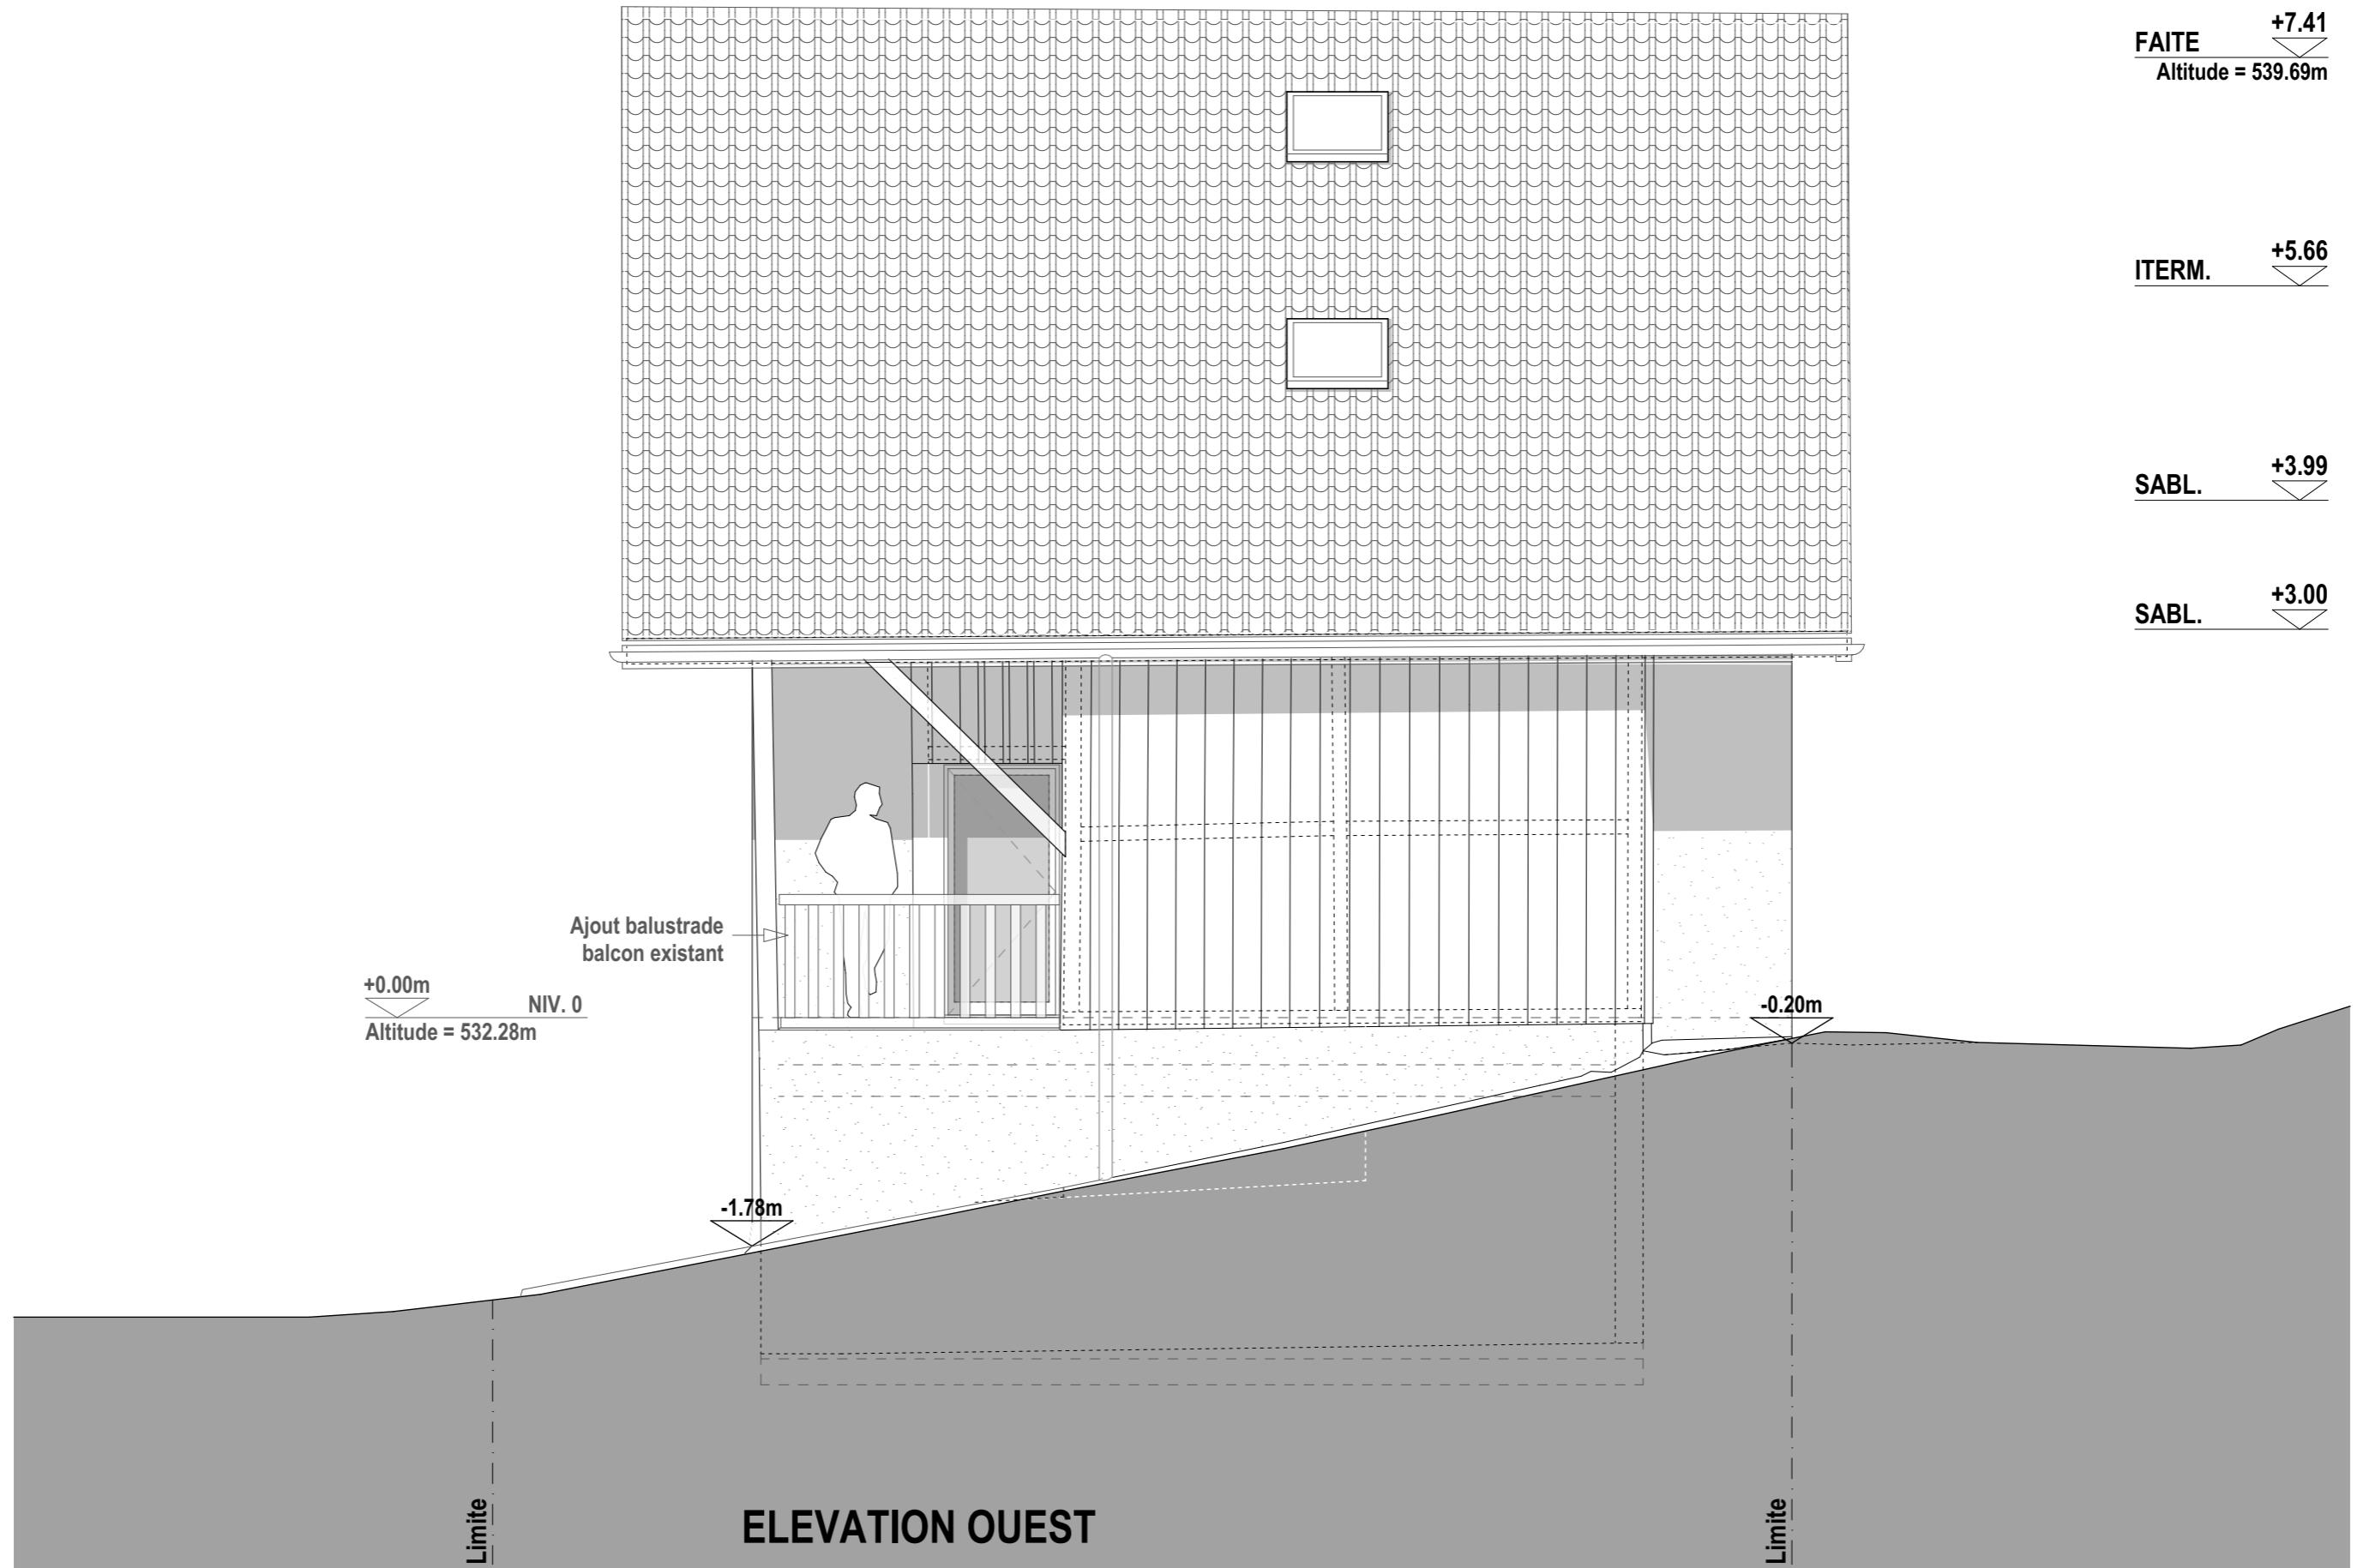 +7.41
FAITE
Altitude = 539.69m
+5.66
ITERM.
+3.99
SABL.
+3.00
SABL.
Ajout balustrade
balcon existant
+0.00m
NIV. 0
Altitude = 532.28m
-0.20m
-1.78m
Limite
ELEVATION OUEST
Limite